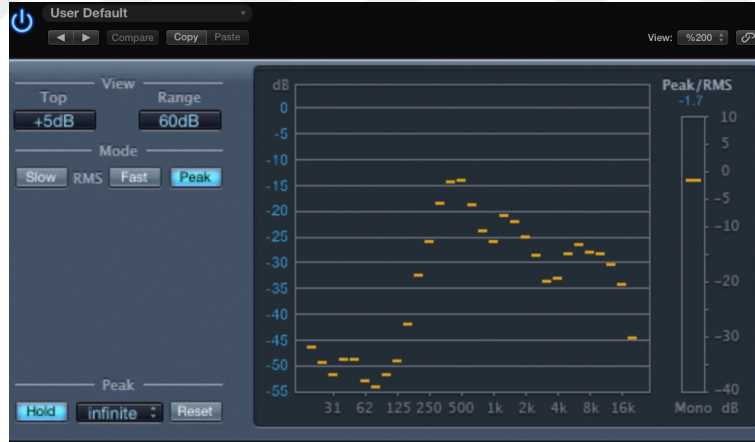 User Default
Compare Copy Paste
View: %200
View
Top Range
+5dB 60dB
Mode
Slow RMS Fast Peak
Peak
Hold infinite Reset
dB
0
-5
-10
-15
-20
-25
-30
-35
-40
-45
-50
-55
31 62 125 250 500 1k 2k 4k 8k 16k
Peak/RMS
-1.7
10
5
0
-5
-10
-20
-30
-40
Mono dB